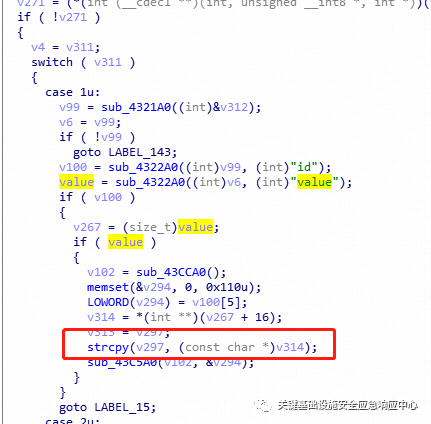 v271 = (*(int (__cdecl **)(int, unsigned __int8 *, int *))(
if ( !v271 )
{
v4 = v311;
switch ( v311 )
{
case 1u:
v99 = sub_4321A0((int)&v312);
v6 = v99;
if ( !v99 )
goto LABEL_143;
v100 = sub_4322A0((int)v99, (int)"id");
value = sub_4322A0((int)v6, (int)"value");
if ( v100 )
{
v267 = (size_t)value;
if ( value )
{
v102 = sub_43CCA0();
memset(&v294, 0, 0x110u);
LOWORD(v294) = v100[5];
v314 = *(int **)(v267 + 16);
v313 = v297;
strcpy(v297, (const char *)v314);
sub_43C5A0(v102, &v294);
}
}
goto LABEL_15;
case 2u:
关键基础设施安全应急响应中心